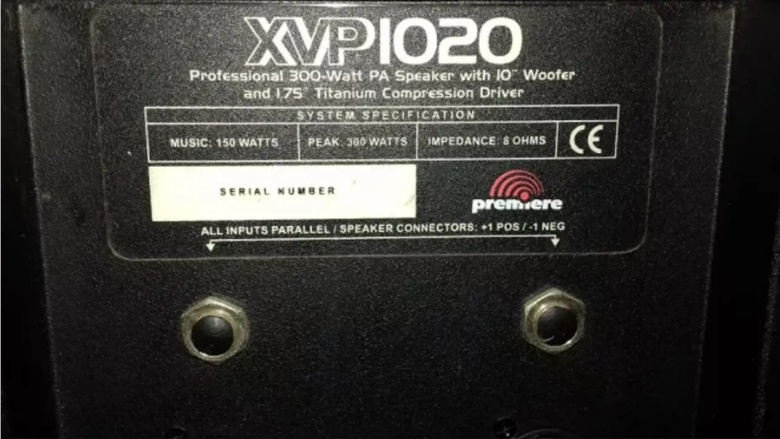 XVP1020
Professional 300-Watt PA Speaker with 10" Woofer
and 1.75" Titanium Compression Driver
SYSTEM SPECIFICATION
MUSIC: 150 WATTS PEAK: 300 WATTS IMPEDANCE: 8 OHMS CE
SERIAL NUMBER
premiere
ALL INPUTS PARALLEL / SPEAKER CONNECTORS: +1 POS / -1 NEG